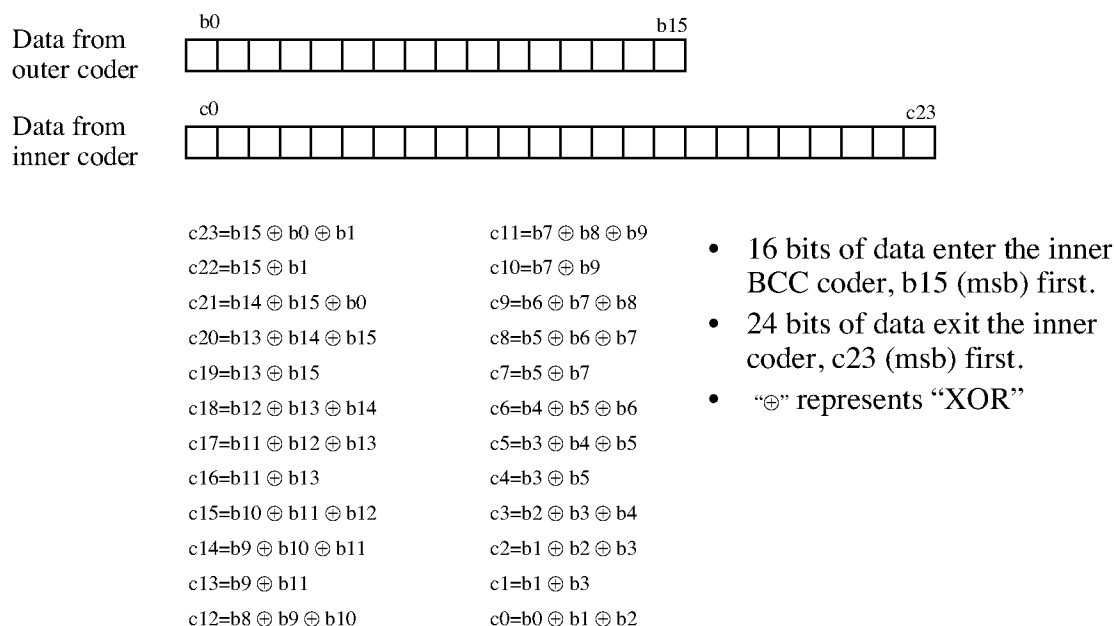 b0
b15
Data from
outer coder
c0
c23
Data from
inner coder
c23=b15 ⊕ b0 ⊕ b1
c22=b15 ⊕ b1
c21=b14 ⊕ b15 ⊕ b0
c20=b13 ⊕ b14 ⊕ b15
c19=b13 ⊕ b15
c18=b12 ⊕ b13 ⊕ b14
c17=b11 ⊕ b12 ⊕ b13
c16=b11 ⊕ b13
c15=b10 ⊕ b11 ⊕ b12
c14=b9 ⊕ b10 ⊕ b11
c13=b9 ⊕ b11
c12=b8 ⊕ b9 ⊕ b10
c11=b7 ⊕ b8 ⊕ b9
c10=b7 ⊕ b9
c9=b6 ⊕ b7 ⊕ b8
c8=b5 ⊕ b6 ⊕ b7
c7=b5 ⊕ b7
c6=b4 ⊕ b5 ⊕ b6
c5=b3 ⊕ b4 ⊕ b5
c4=b3 ⊕ b5
c3=b2 ⊕ b3 ⊕ b4
c2=b1 ⊕ b2 ⊕ b3
c1=b1 ⊕ b3
c0=b0 ⊕ b1 ⊕ b2
• 16 bits of data enter the inner
BCC coder, b15 (msb) first.
• 24 bits of data exit the inner
coder, c23 (msb) first.
• “⊕” represents “XOR”